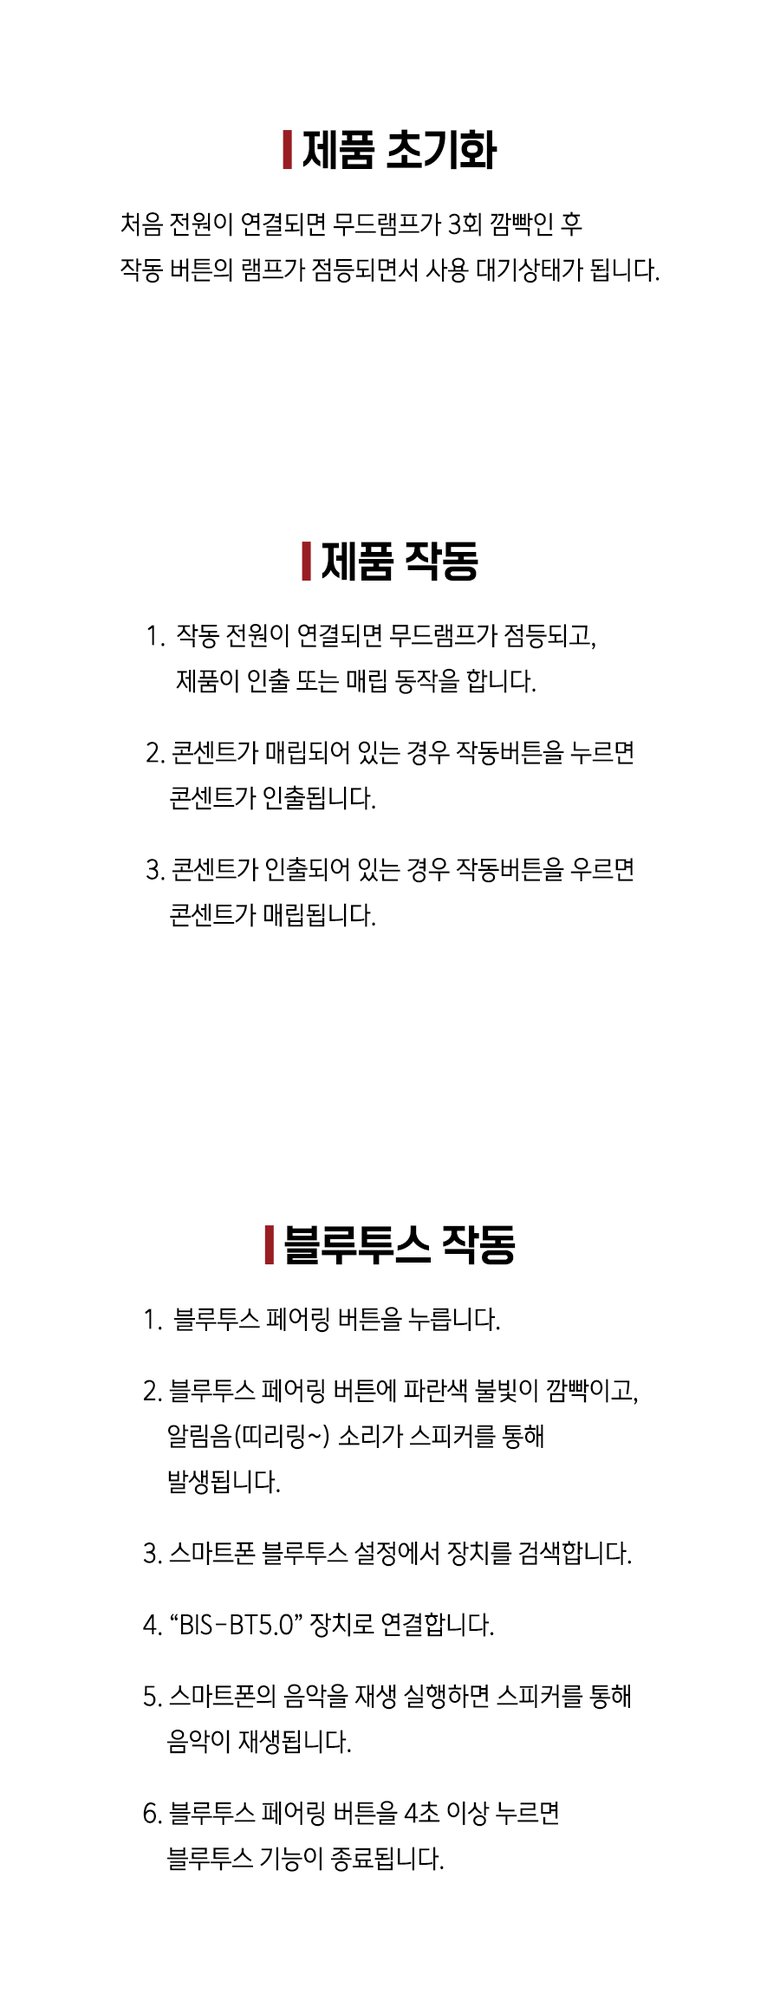 제품 초기화
처음 전원이 연결되면 무드램프가 3회 깜빡인 후
작동 버튼의 램프가 점등되면서 사용 대기상태가 됩니다.
제품 작동
1. 작동 전원이 연결되면 무드램프가 점등되고,
제품이 인출 또는 매립 동작을 합니다.
2. 콘센트가 매립되어 있는 경우 작동버튼을 누르면
콘센트가 인출됩니다.
3. 콘센트가 인출되어 있는 경우 작동버튼을 우르면
콘센트가 매립됩니다.
블루투스 작동
1. 블루투스 페어링 버튼을 누릅니다.
2. 블루투스 페어링 버튼에 파란색 불빛이 깜빡이고,
알림음(띠리링~) 소리가 스피커를 통해
발생됩니다.
3. 스마트폰 블루투스 설정에서 장치를 검색합니다.
4. “BIS-BT5.0” 장치로 연결합니다.
5. 스마트폰의 음악을 재생 실행하면 스피커를 통해
음악이 재생됩니다.
6. 블루투스 페어링 버튼을 4초 이상 누르면
블루투스 기능이 종료됩니다.